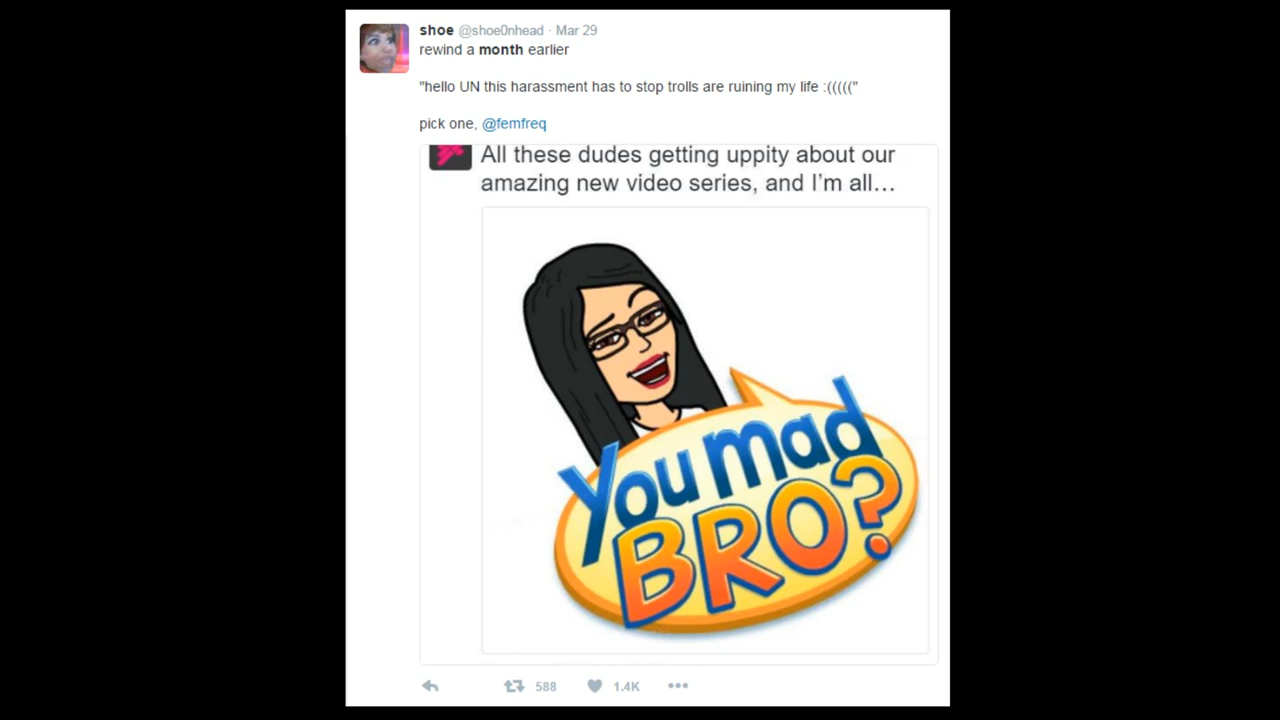 shoe @shoe0nhead · Mar 29
rewind a month earlier
"hello UN this harassment has to stop trolls are ruining my life :((((("
pick one, @femfreq
All these dudes getting uppity about our
amazing new video series, and I'm all...
You mad
BRO?
588 1.4K